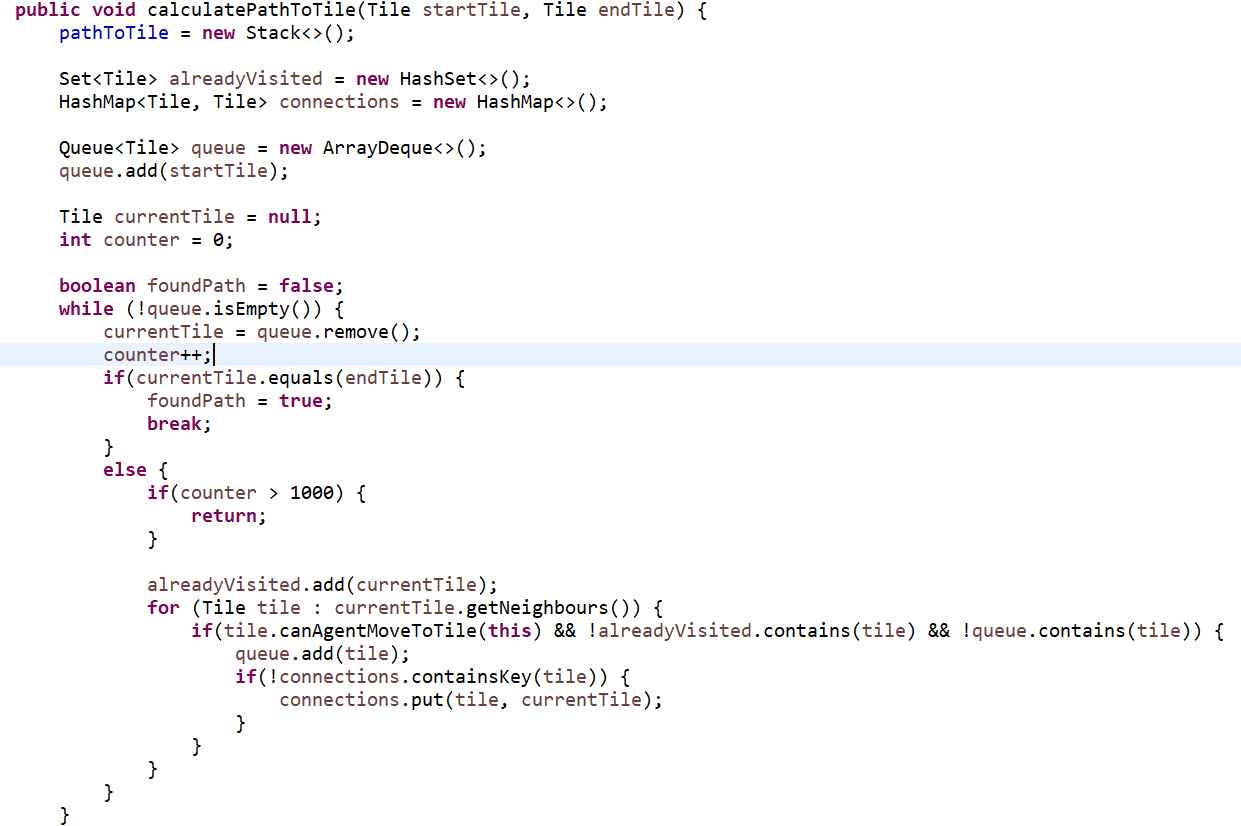 public void calculatePathToTile(Tile startTile, Tile endTile) {
    pathToTile = new Stack<>();

    Set<Tile> alreadyVisited = new HashSet<>();
    HashMap<Tile, Tile> connections = new HashMap<>();

    Queue<Tile> queue = new ArrayDeque<>();
    queue.add(startTile);

    Tile currentTile = null;
    int counter = 0;

    boolean foundPath = false;
    while (!queue.isEmpty()) {
        currentTile = queue.remove();
        counter++;
        if(currentTile.equals(endTile)) {
            foundPath = true;
            break;
        }
        else {
            if(counter > 1000) {
                return;
            }

            alreadyVisited.add(currentTile);
            for (Tile tile : currentTile.getNeighbours()) {
                if(tile.canAgentMoveToTile(this) && !alreadyVisited.contains(tile) && !queue.contains(tile)) {
                    queue.add(tile);
                    if(!connections.containsKey(tile)) {
                        connections.put(tile, currentTile);
                    }
                }
            }
        }
    }